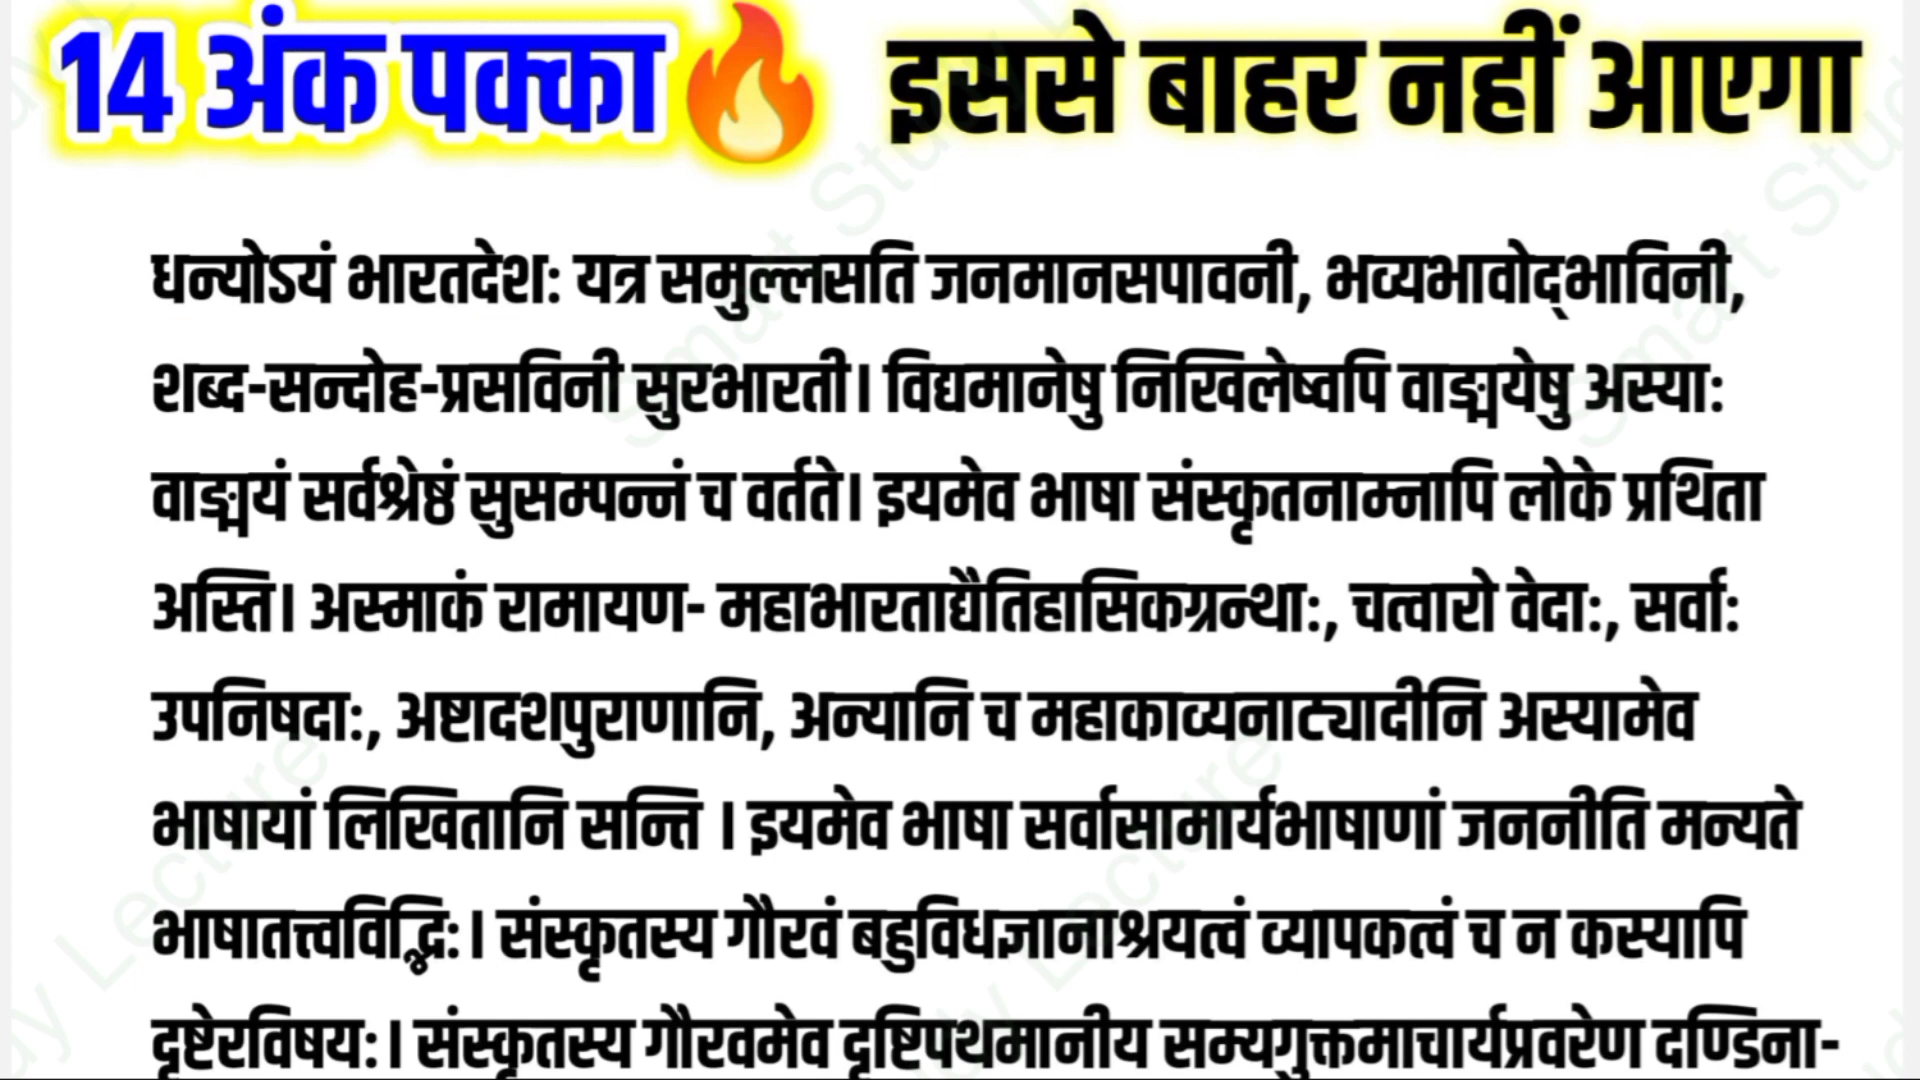 14 अंक पक्का🔥 इससे बाहर नहीं आएगा
धन्योऽयं भारतदेश: यत्र समुल्लसति जनमानसपावनी, भव्यभावोद्भाविनी,
शब्द-सन्दोह-प्रसविनी सुरभारती। विद्यमानेषु निखिलेष्वपि वाङ्मयेषु अस्या:
वाङ्मयं सर्वश्रेष्ठं सुसम्पन्नं च वर्तते। इयमेव भाषा संस्कृतनाम्नापि लोके प्रथिता
अस्ति। अस्माकं रामायण- महाभारताद्यैतिहासिकग्रन्था:, चत्वारो वेदा:, सर्वा:
उपनिषदा:, अष्टादशपुराणानि, अन्यानि च महाकाव्यनाट्यादीनि अस्यामेव
भाषायां लिखितानि सन्ति । इयमेव भाषा सर्वासामार्यभाषाणां जननीति मन्यते
भाषातत्त्वविद्भि:। संस्कृतस्य गौरवं बहुविधज्ञानाश्रयत्वं व्यापकत्वं च न कस्यापि
दृष्टेरविषय:। संस्कृतस्य गौरवमेव दृष्टिपथमानीय सम्यगुक्तमाचार्यप्रवरेण दण्डिना-
Smart Study Lecture